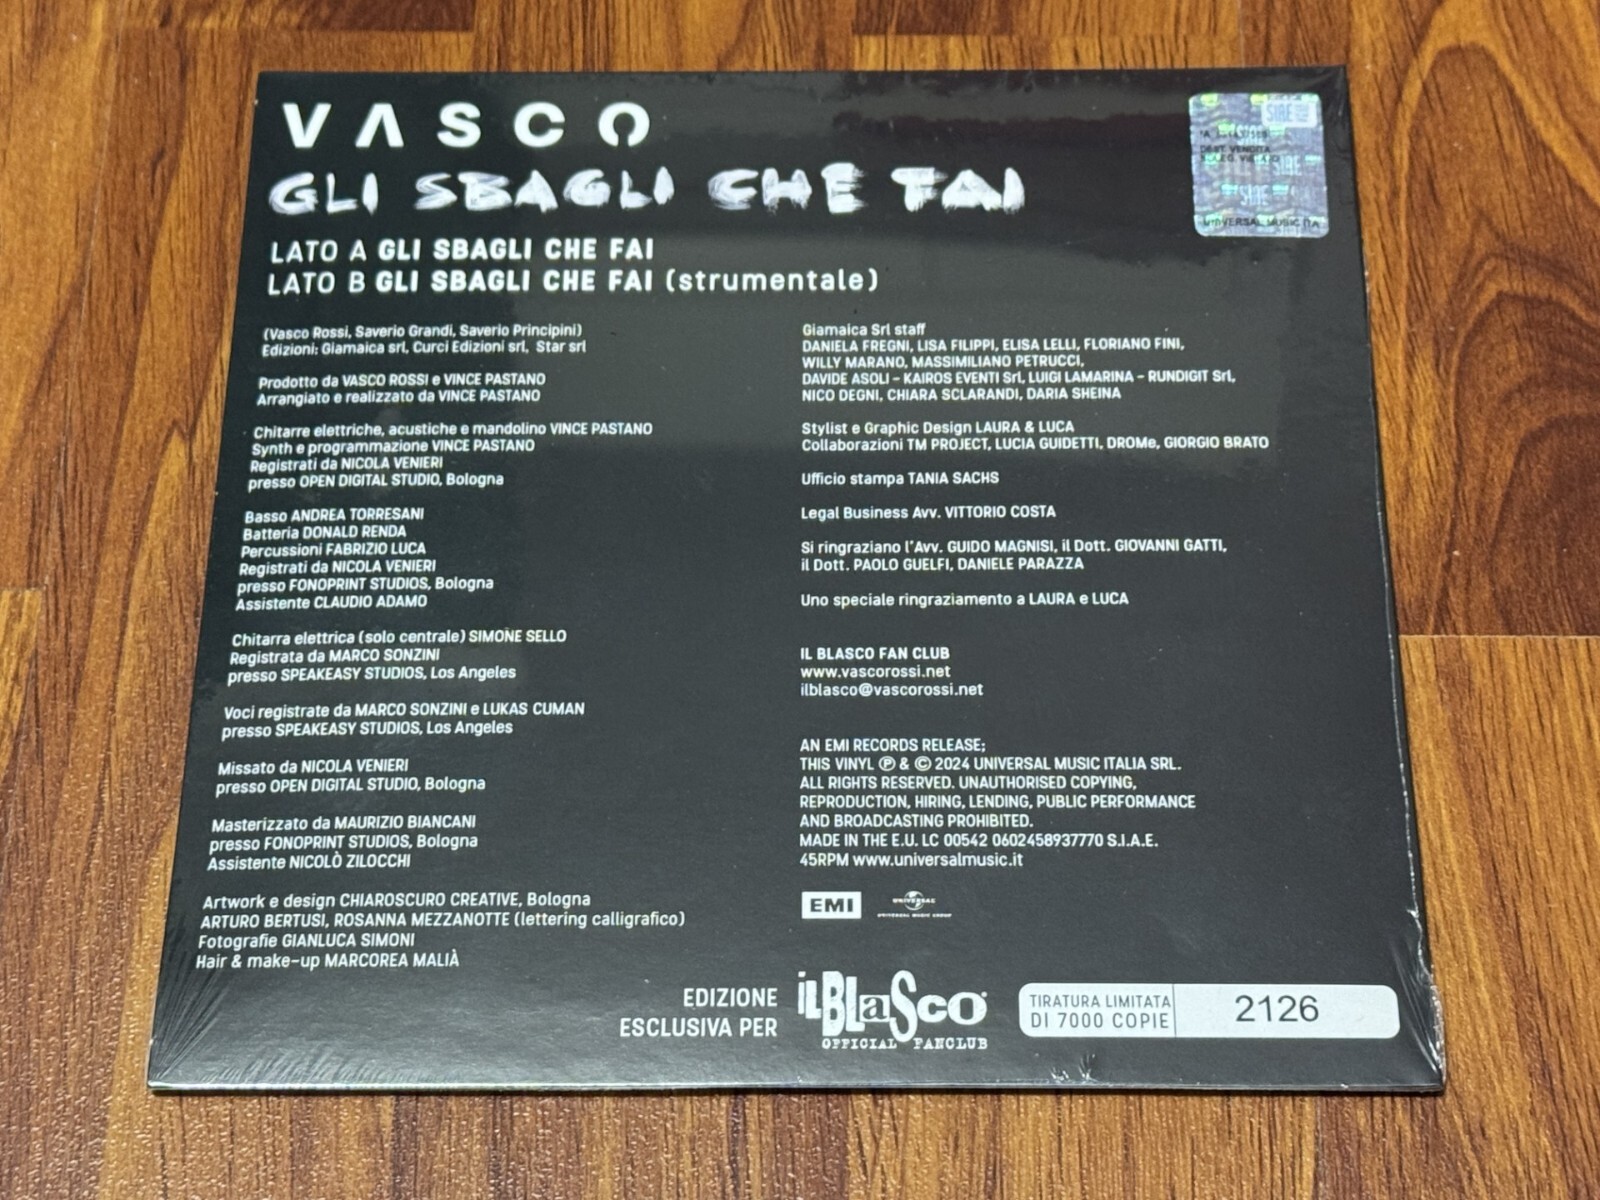 VASCO
GLI SBAGLI CHE FAI
LATO A GLI SBAGLI CHE FAI
LATO B GLI SBAGLI CHE FAI (strumentale)
(Vasco Rossi, Saverio Grandi, Saverio Principini)
Edizioni: Giamaica srl, Curci Edizioni srl, Star srl
Prodotto da VASCO ROSSI e VINCE PASTANO
Arrangiato e realizzato da VINCE PASTANO
Chitarre elettriche, acustiche e mandolino VINCE PASTANO
Synth e programmazione VINCE PASTANO
Registrati da NICOLA VENIERI
presso OPEN DIGITAL STUDIO, Bologna
Basso ANDREA TORRESANI
Batteria DONALD RENDA
Percussioni FABRIZIO LUCA
Registrati da NICOLA VENIERI
presso FONOPRINT STUDIOS, Bologna
Assistente CLAUDIO ADAMO
Chitarra elettrica (solo centrale) SIMONE SELLO
Registrata da MARCO SONZINI
presso SPEAKEASY STUDIOS, Los Angeles
Voci registrate da MARCO SONZINI e LUKAS CUMAN
presso SPEAKEASY STUDIOS, Los Angeles
Missato da NICOLA VENIERI
presso OPEN DIGITAL STUDIO, Bologna
Masterizzato da MAURIZIO BIANCANI
presso FONOPRINT STUDIOS, Bologna
Assistente NICOLÒ ZILOCCHI
Artwork e design CHIAROSCURO CREATIVE, Bologna
ARTURO BERTUSI, ROSANNA MEZZANOTTE (lettering calligrafico)
Fotografie GIANLUCA SIMONI
Hair & make-up MARCOREA MALIÀ
Giamaica Srl staff
DANIELA FREGNI, LISA FILIPPI, ELISA LELLI, FLORIANO FINI,
WILLY MARANO, MASSIMILIANO PETRUCCI,
DAVIDE ASOLI - KAIROS EVENTI Srl, LUIGI LAMARINA - RUNDIGIT Srl,
NICO DEGNI, CHIARA SCLARANDI, DARIA SHEINA
Stylist e Graphic Design LAURA & LUCA
Collaborazioni TM PROJECT, LUCIA GUIDETTI, DROMe, GIORGIO BRATO
Ufficio stampa TANIA SACHS
Legal Business Avv. VITTORIO COSTA
Si ringraziano l'Avv. GUIDO MAGNISI, il Dott. GIOVANNI GATTI,
il Dott. PAOLO GUELFI, DANIELE PARAZZA
Uno speciale ringraziamento a LAURA e LUCA
IL BLASCO FAN CLUB
www.vascorossi.net
ilblasco@vascorossi.net
AN EMI RECORDS RELEASE;
THIS VINYL ℗ & © 2024 UNIVERSAL MUSIC ITALIA SRL.
ALL RIGHTS RESERVED. UNAUTHORISED COPYING,
REPRODUCTION, HIRING, LENDING, PUBLIC PERFORMANCE
AND BROADCASTING PROHIBITED.
MADE IN THE E.U. LC 00542 0602458937770 S.I.A.E.
45RPM www.universalmusic.it
EMI
UNIVERSAL
UNIVERSAL MUSIC GROUP
EDIZIONE
ESCLUSIVA PER
iL BLaSco
OFFICIAL FANCLUB
TIRATURA LIMITATA
DI 7000 COPIE
2126
SIAE
VENDITA
SIAE
SIAE
UNIVERSAL MUSIC ITA